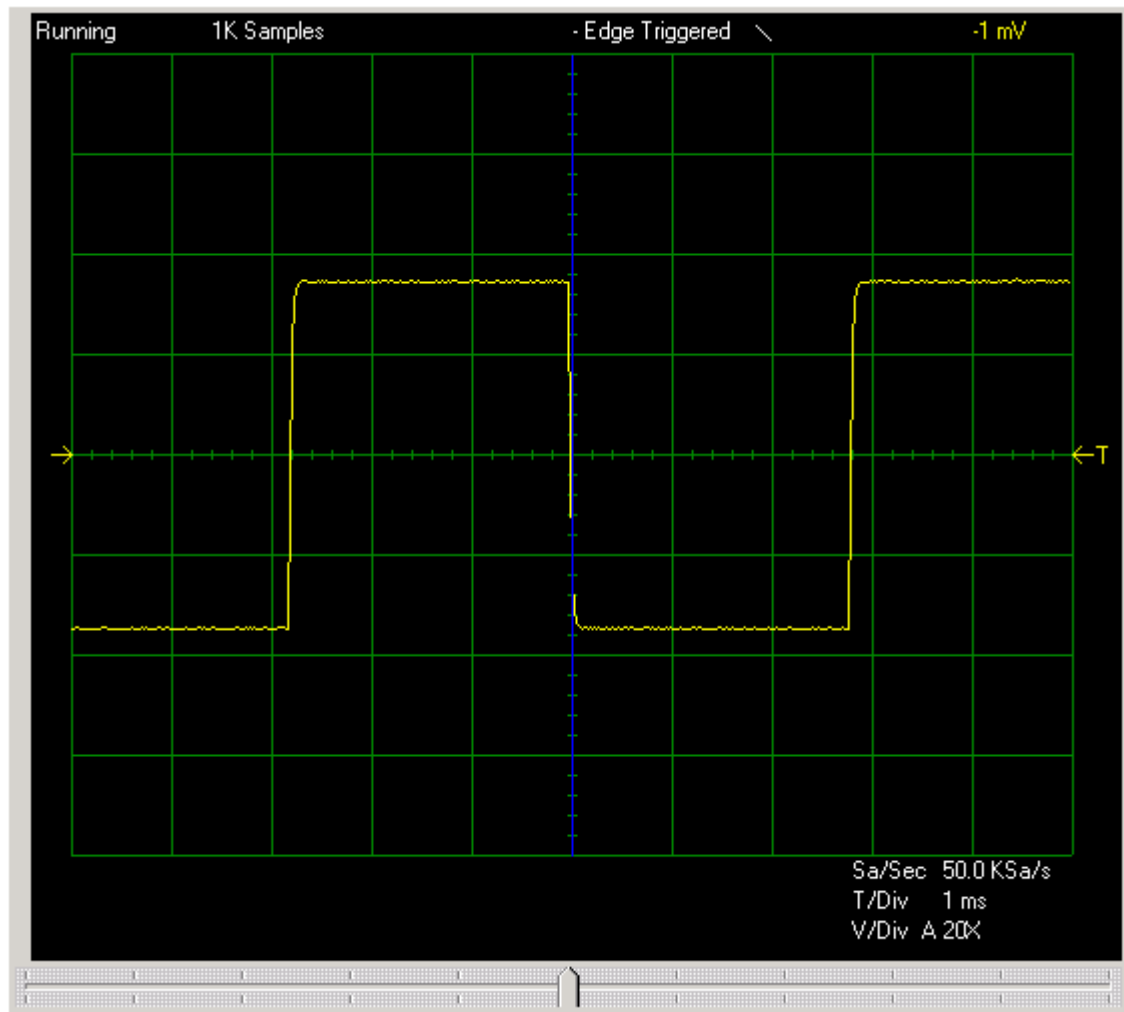 Running 1K Samples - Edge Triggered -1 mV
T
Sa/Sec 50.0 KSa/s
T/Div 1 ms
V/Div A 20X